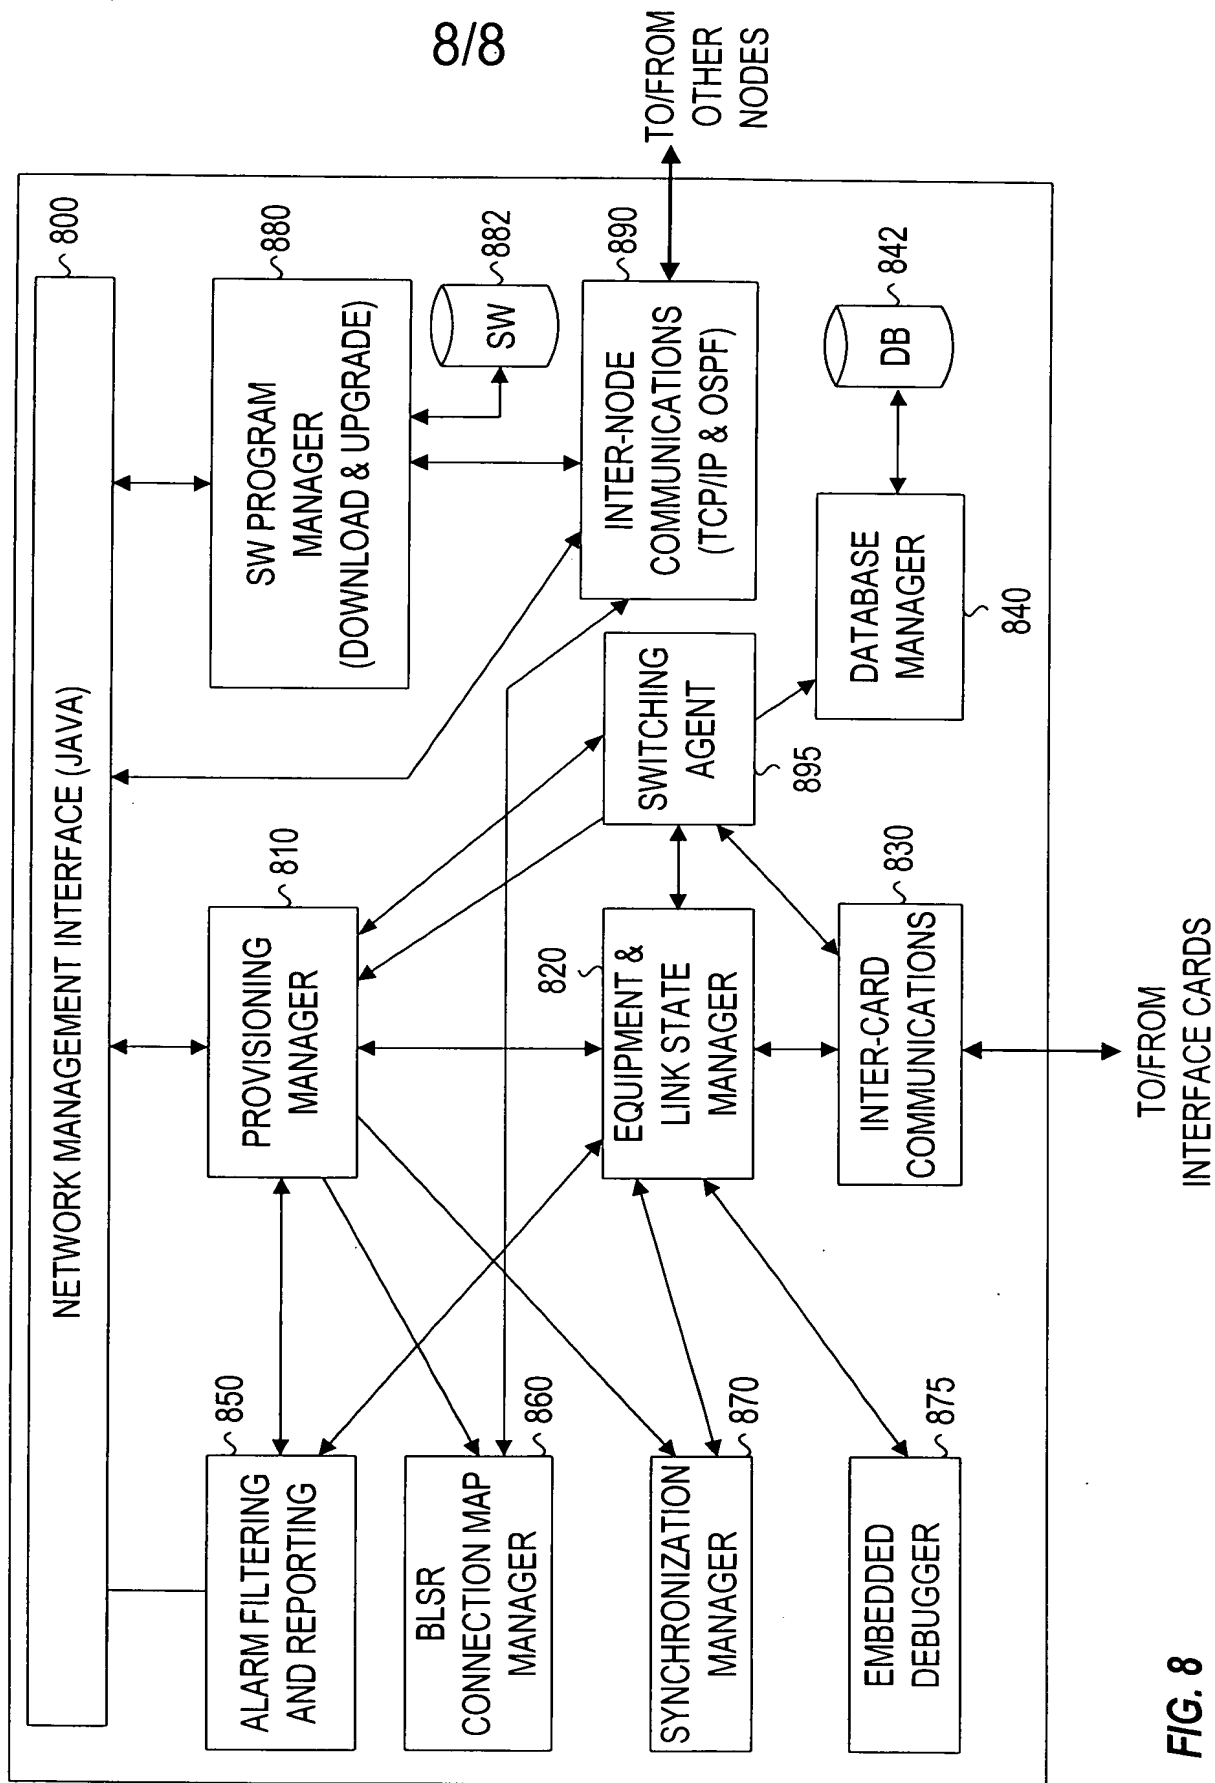 8/8
NETWORK MANAGEMENT INTERFACE (JAVA)
800
ALARM FILTERING
AND REPORTING
850
PROVISIONING
MANAGER
810
SW PROGRAM
MANAGER
(DOWNLOAD & UPGRADE)
880
SW
882
BLSR
CONNECTION MAP
MANAGER
860
SYNCHRONIZATION
MANAGER
870
EQUIPMENT &
LINK STATE
MANAGER
820
SWITCHING
AGENT
895
INTER-NODE
COMMUNICATIONS
(TCP/IP & OSPF)
890
TO/FROM
OTHER
NODES
EMBEDDED
DEBUGGER
875
INTER-CARD
COMMUNICATIONS
830
DATABASE
MANAGER
840
DB
842
TO/FROM
INTERFACE CARDS
FIG. 8